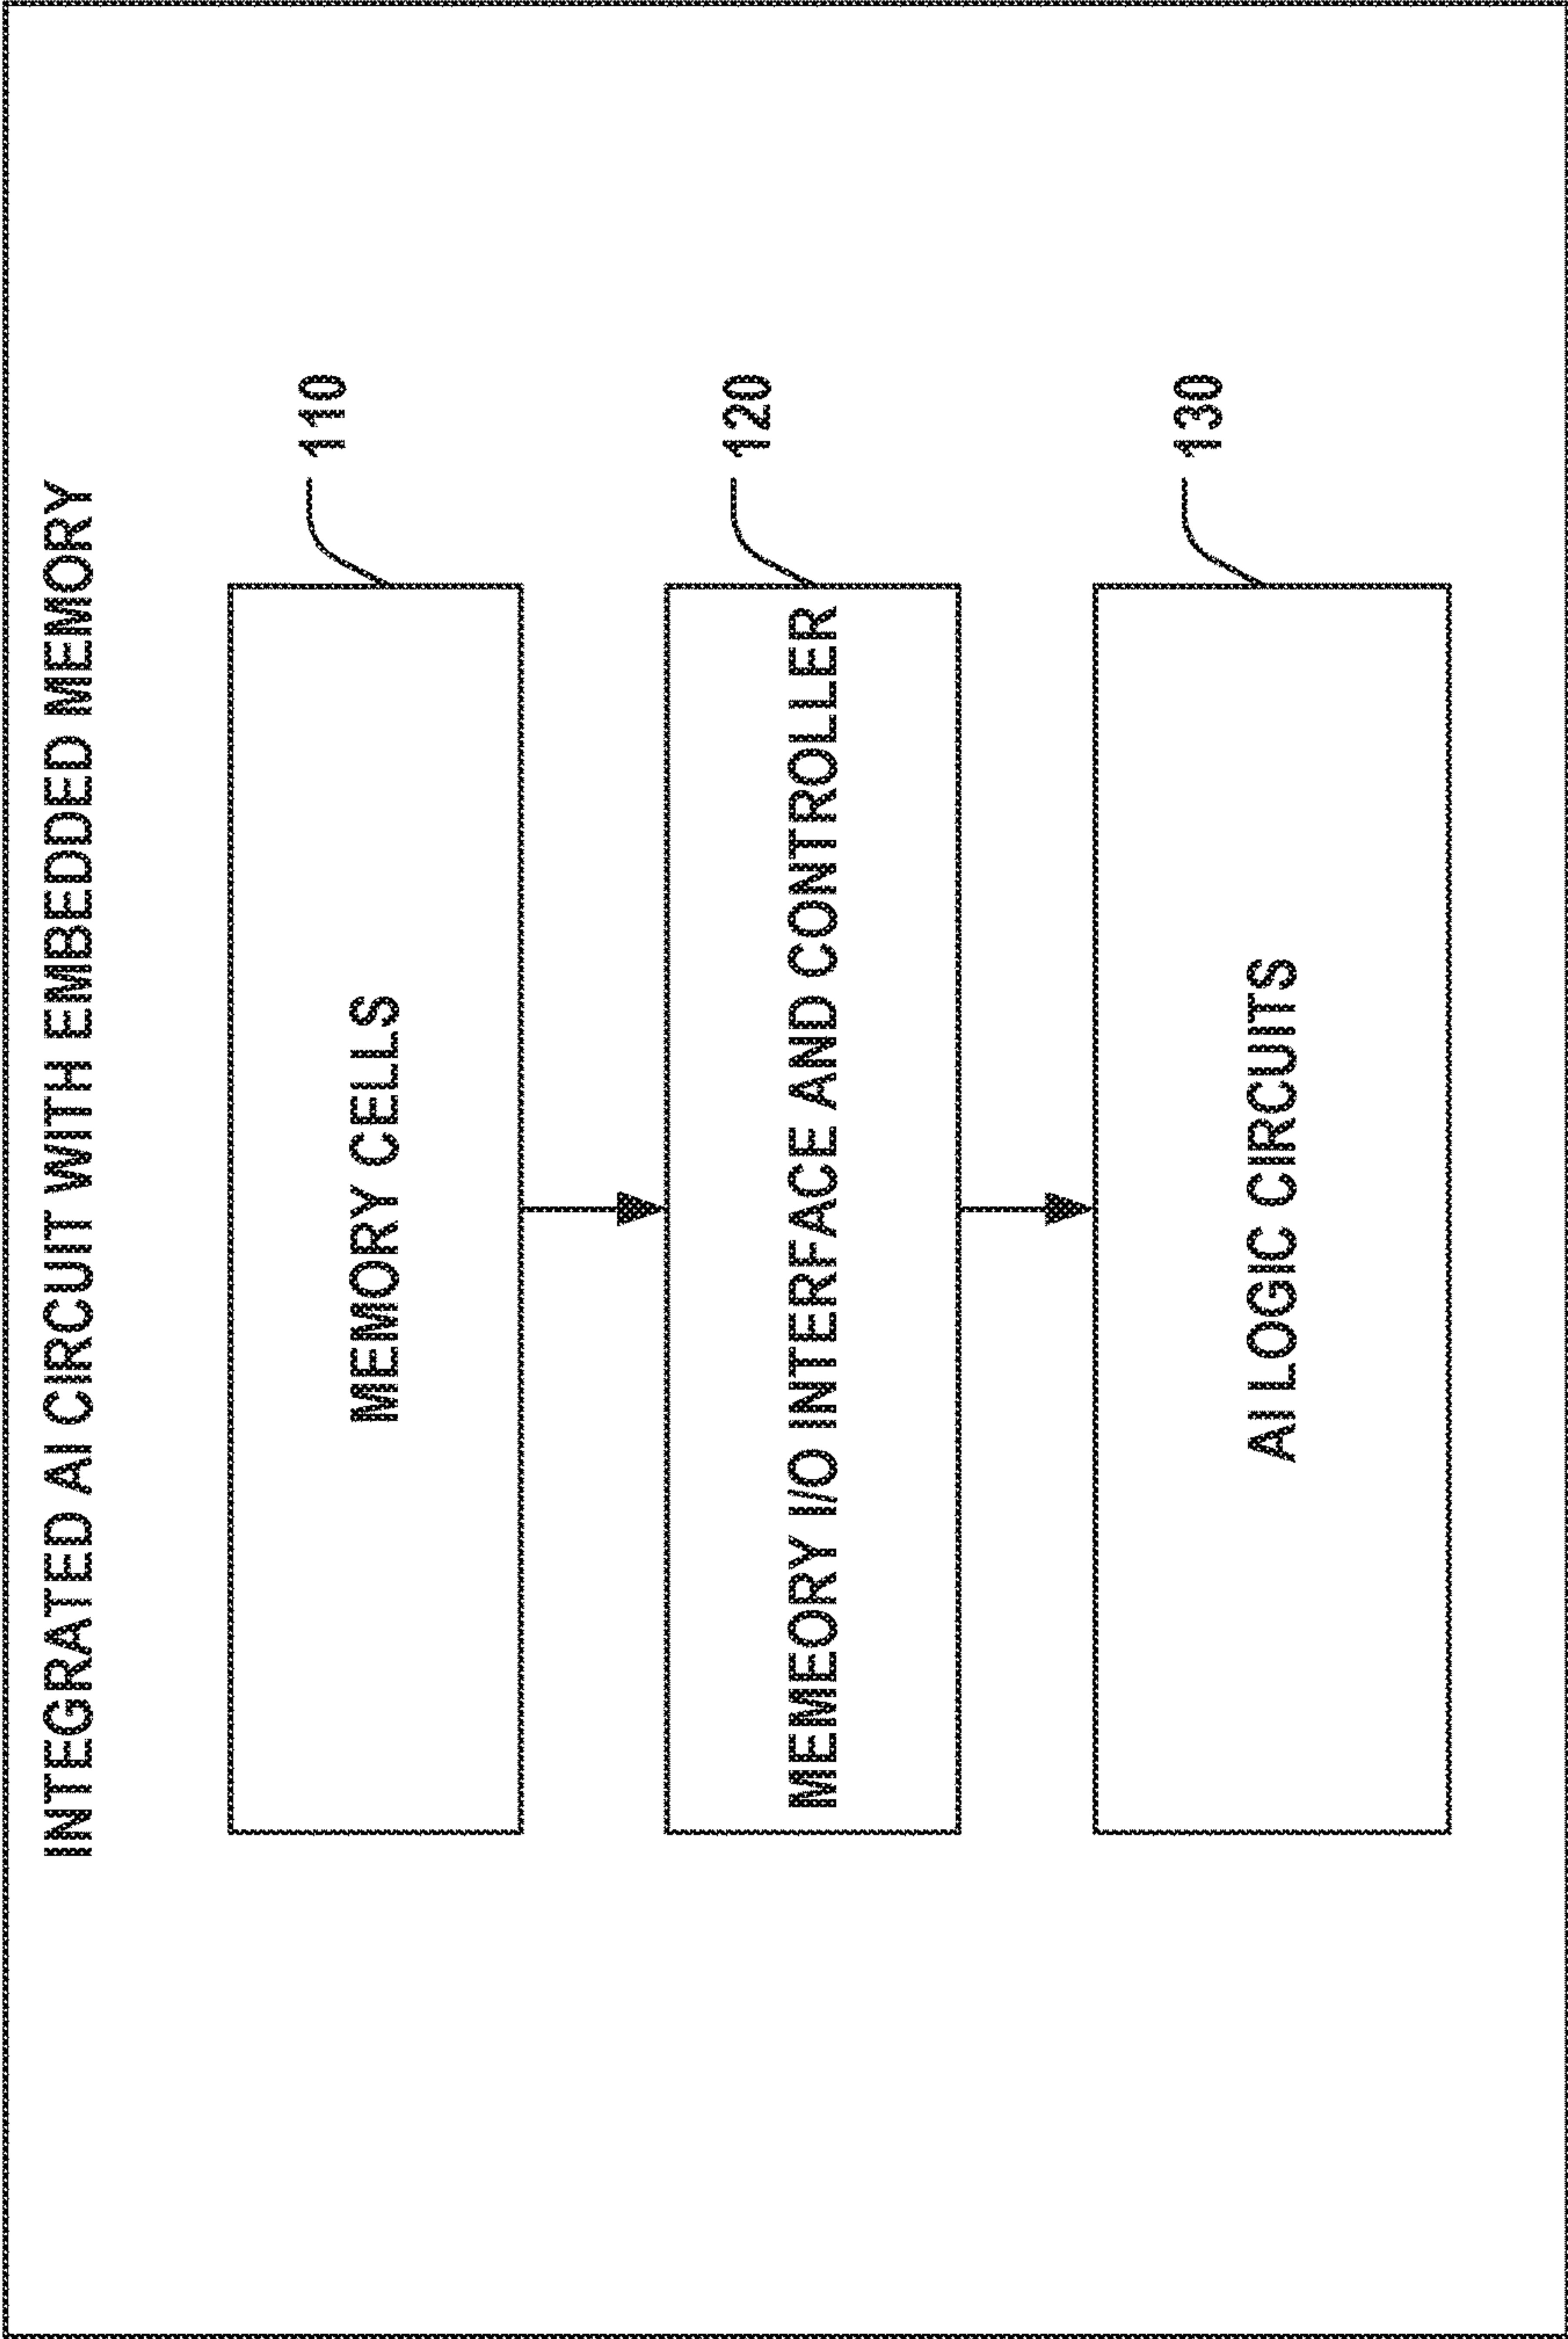 INTEGRATED AI CIRCUIT WITH EMBEDDED MEMORY
110
MEMORY CELLS
120
MEMEORY I/O INTERFACE AND CONTROLLER
130
AI LOGIC CIRCUITS